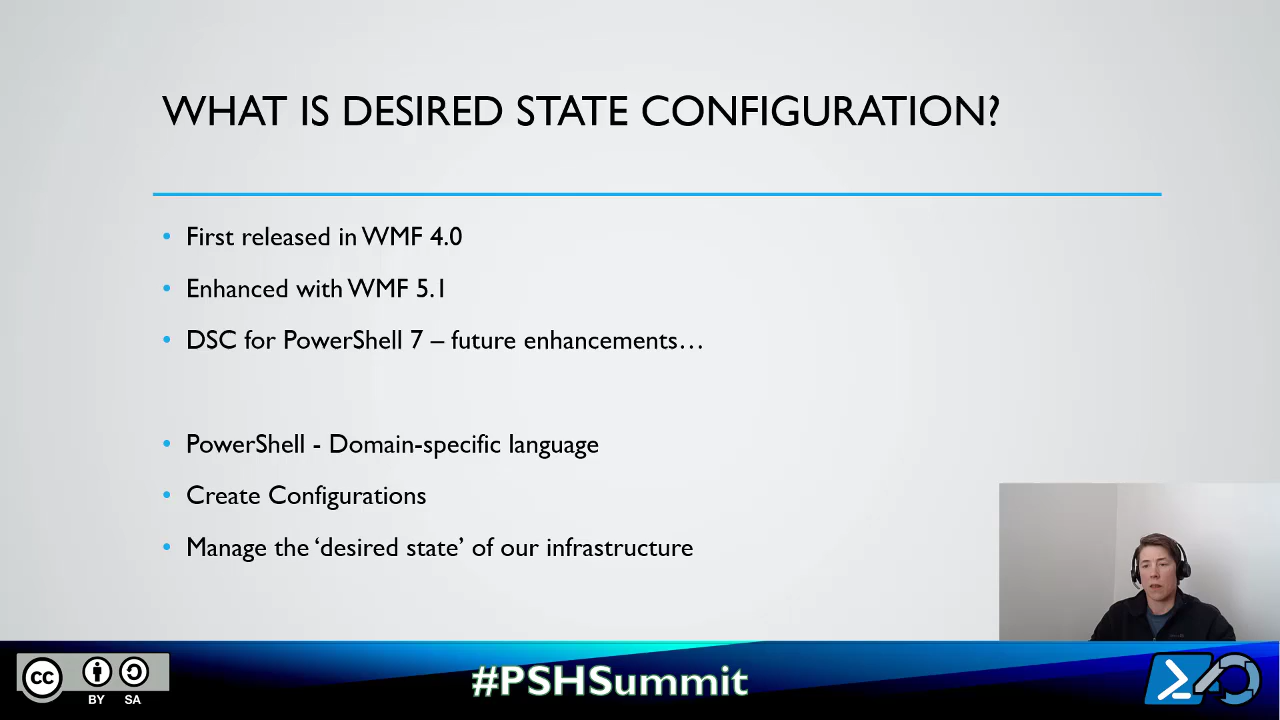 WHAT IS DESIRED STATE CONFIGURATION?
• First released in WMF 4.0
• Enhanced with WMF 5.1
• DSC for PowerShell 7 – future enhancements…
• PowerShell - Domain-specific language
• Create Configurations
• Manage the ‘desired state’ of our infrastructure
cc
BY SA
#PSHSummit